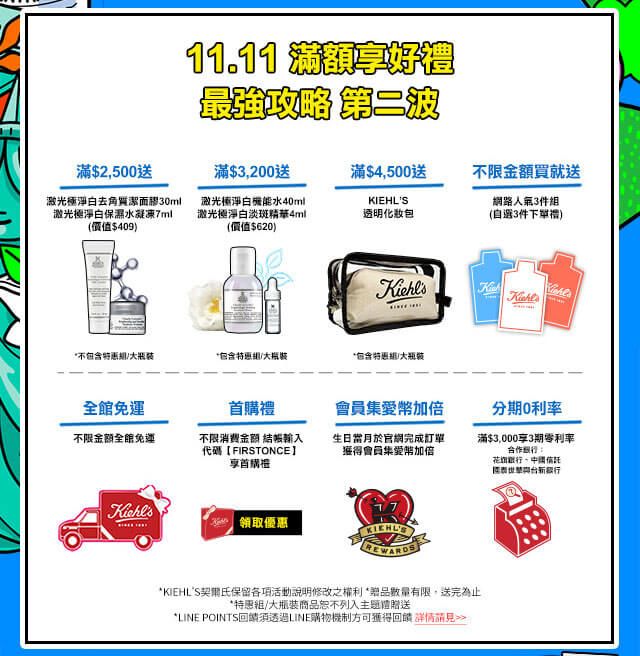 11.11 滿額享好禮
最強攻略 第二波
滿$2,500送
激光極淨白去角質潔面膠30ml
激光極淨白保濕水凝凍7ml
(價值$409)
*不包含特惠組/大瓶裝
滿$3,200送
激光極淨白機能水40ml
激光極淨白淡斑精華4ml
(價值$620)
*包含特惠組/大瓶裝
滿$4,500送
KIEHL'S
透明化妝包
Kiehl's
SINCE 1851
*包含特惠組/大瓶裝
不限金額買就送
網路人氣3件組
(自選3件下單禮)
Kiehl's
SINCE 1851
全館免運
不限金額全館免運
Kiehl's
SINCE 1851
首購禮
不限消費金額 結帳輸入
代碼【FIRSTONCE】
享首購禮
Kiehl's
領取優惠
會員集愛幣加倍
生日當月於官網完成訂單
獲得會員集愛幣加倍
KIEHL'S
REWARDS
分期0利率
滿$3,000享3期零利率
合作銀行：
花旗銀行、中國信託
國泰世華與台新銀行
*KIEHL'S契爾氏保留各項活動說明修改之權利 *贈品數量有限，送完為止
*特惠組/大瓶裝商品恕不列入主題禮贈送
*LINE POINTS回饋須透過LINE購物機制方可獲得回饋 詳情請見>>